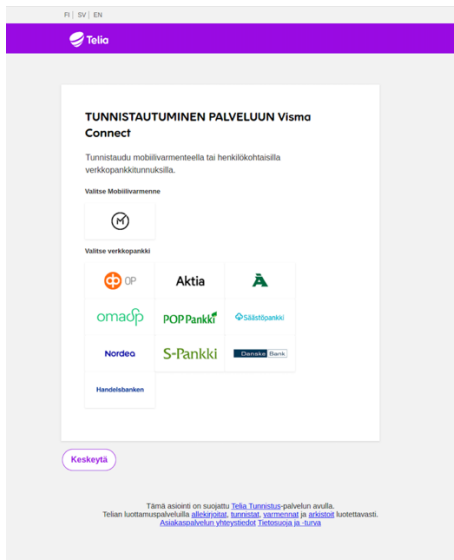 FI | SV | EN
Telia
TUNNISTAUTUMINEN PALVELUUN Visma
Connect
Tunnistaudu mobiilivarmenteella tai henkilökohtaisilla
verkkopankkitunnuksilla.
Valitse Mobiilivarmenne
Valitse verkkopankki
OP Aktia Å
omasp POP Pankki Säästöpankki
Nordea S-Pankki Danske Bank
Handelsbanken
Keskeytä
Tämä asiointi on suojattu Telia Tunnistus-palvelun avulla.
Telian luottamuspalveluilla allekirjoitat, tunnistat, varmennat ja arkistoit luotettavasti.
Asiakaspalvelun yhteystiedot Tietosuoja ja -turva